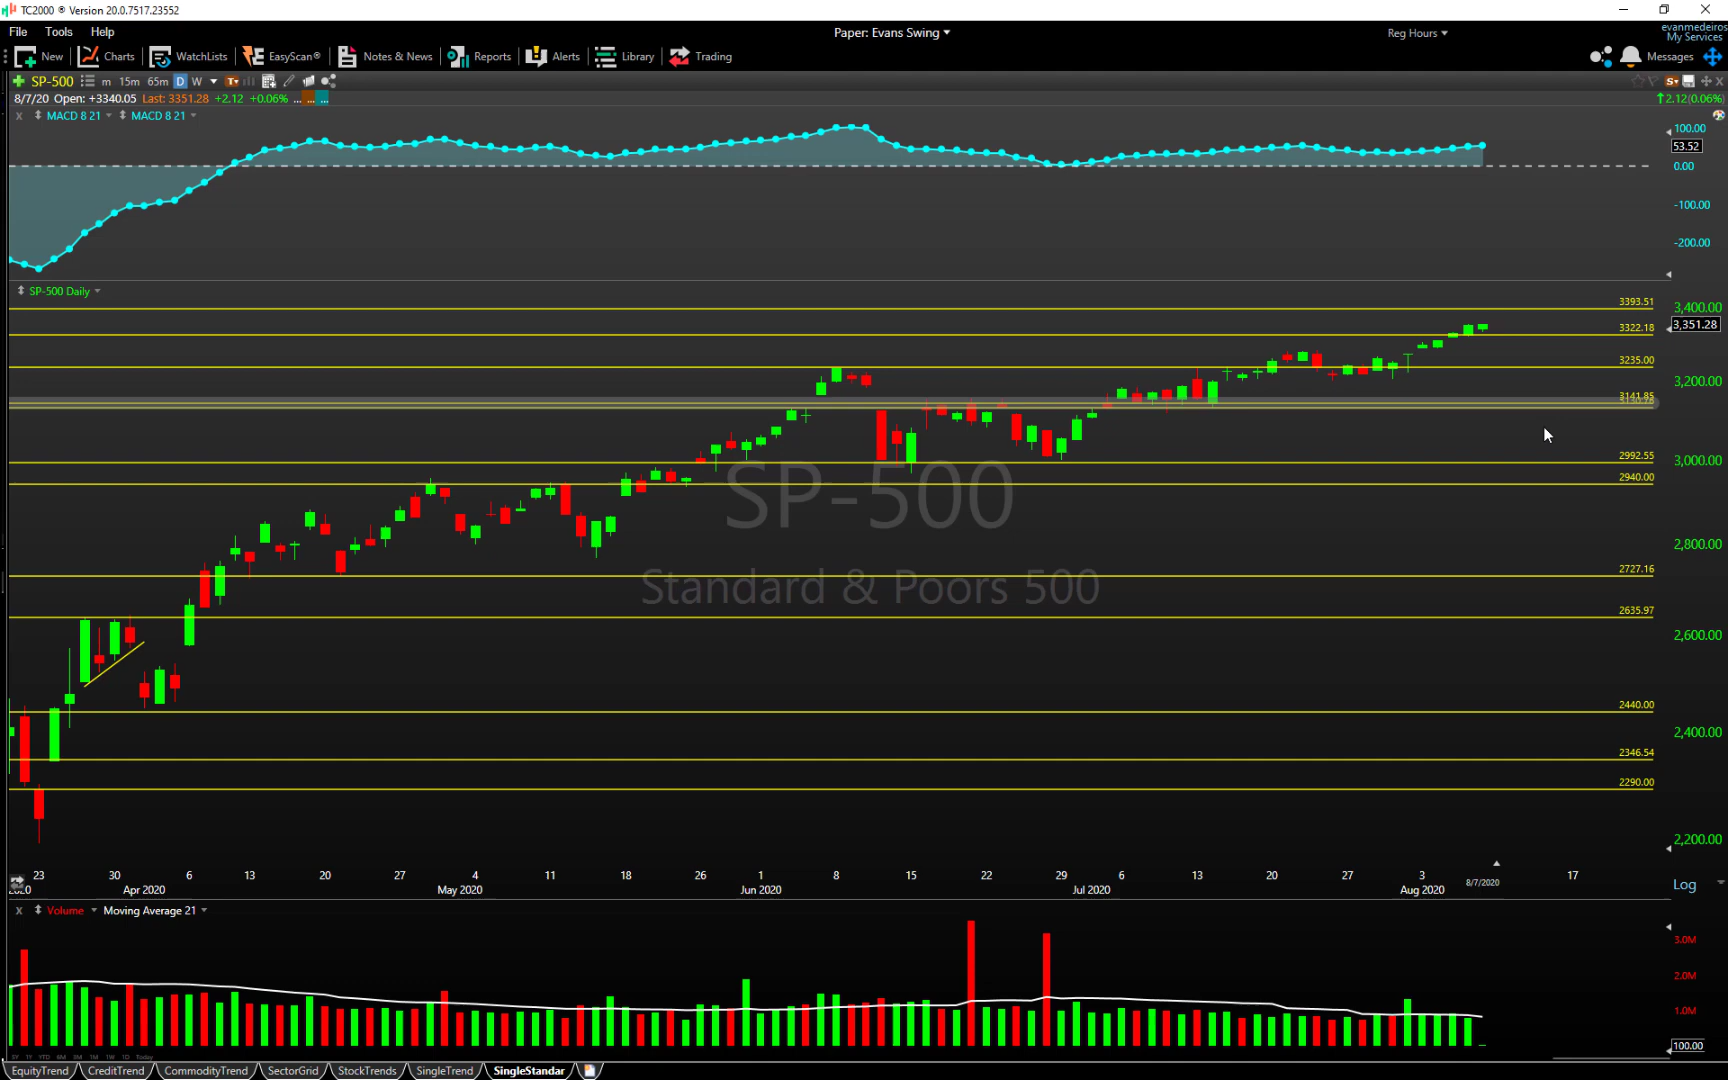 TC2000 ® Version 20.0.7517.23552
File Tools Help
Paper: Evans Swing
Reg Hours
evanmedeiros
My Services
New Charts WatchLists EasyScan® Notes & News Reports Alerts Library Trading
Messages
SP-500 m 15m 65m D W
8/7/20 Open: +3340.05 Last: 3351.28 +2.12 +0.06% ... ... ...
2.12(0.06%)
X MACD 8 21 MACD 8 21
100.00
53.52
0.00
-100.00
-200.00
SP-500 Daily
3393.51
3,400.00
3322.18
3,351.28
3235.00
3,200.00
3141.85
2992.55
3,000.00
2940.00
SP-500
2,800.00
2727.16
Standard & Poors 500
2635.97
2,600.00
2440.00
2,400.00
2346.54
2290.00
2,200.00
23 30 6 13 20 27 4 11 18 26 1 8 15 22 29 6 13 20 27 3 8/7/2020 17
Apr 2020 May 2020 Jun 2020 Jul 2020 Aug 2020
Log
X Volume Moving Average 21
3.0M
2.0M
1.0M
100.00
EquityTrend CreditTrend CommodityTrend SectorGrid StockTrends SingleTrend SingleStandar